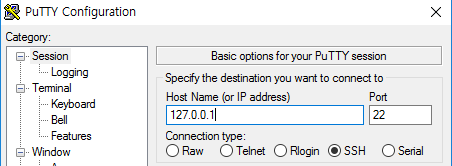 PuTTY Configuration
Category:
Session
Logging
Terminal
Keyboard
Bell
Features
Window
Basic options for your PuTTY session
Specify the destination you want to connect to
Host Name (or IP address) Port
127.0.0.1 22
Connection type:
Raw Telnet Rlogin SSH Serial